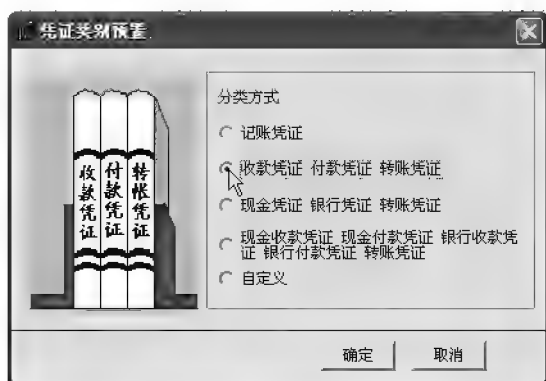 凭证类别预置
收款凭证
付款凭证
转帐凭证
分类方式
记账凭证
收款凭证 付款凭证 转账凭证
现金凭证 银行凭证 转账凭证
现金收款凭证 现金付款凭证 银行收款凭
证 银行付款凭证 转账凭证
自定义
确定 取消